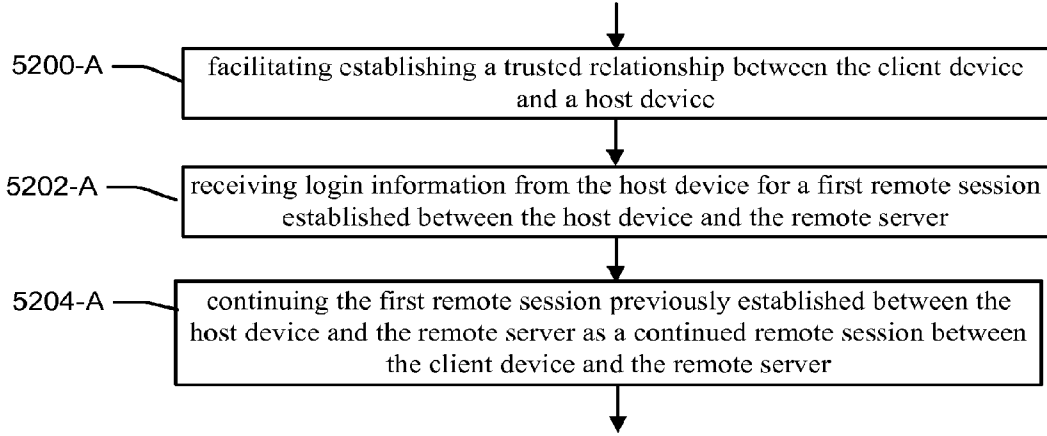 5200-A
facilitating establishing a trusted relationship between the client device
and a host device
5202-A
receiving login information from the host device for a first remote session
established between the host device and the remote server
5204-A
continuing the first remote session previously established between the
host device and the remote server as a continued remote session between
the client device and the remote server